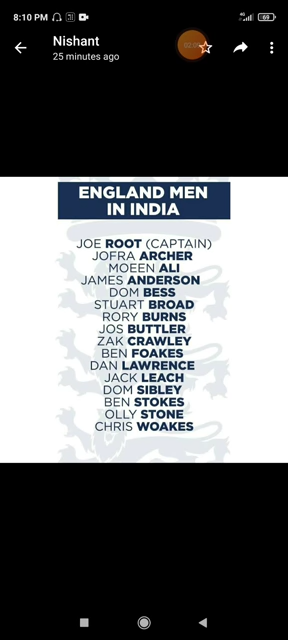 8:10 PM
4G
69
Nishant
25 minutes ago
ENGLAND MEN
IN INDIA
JOE ROOT (CAPTAIN)
JOFRA ARCHER
MOEEN ALI
JAMES ANDERSON
DOM BESS
STUART BROAD
RORY BURNS
JOS BUTTLER
ZAK CRAWLEY
BEN FOAKES
DAN LAWRENCE
JACK LEACH
DOM SIBLEY
BEN STOKES
OLLY STONE
CHRIS WOAKES